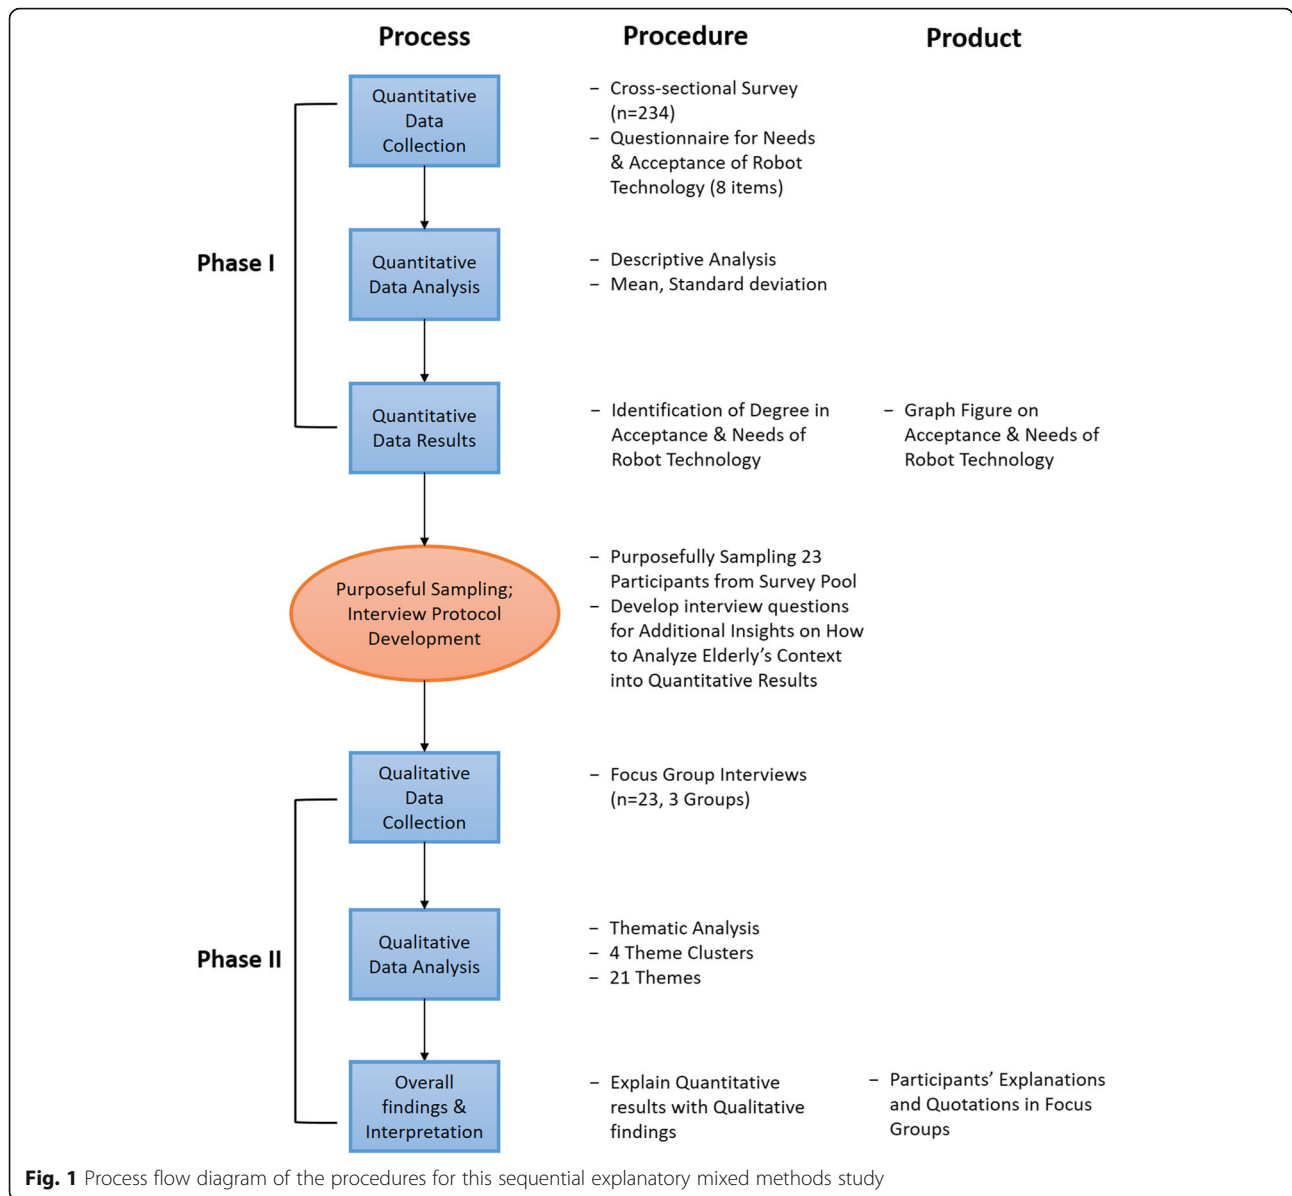 Process
Procedure
Product
Quantitative
Data
Collection
– Cross-sectional Survey
(n=234)
– Questionnaire for Needs
& Acceptance of Robot
Technology (8 items)
Phase I
Quantitative
Data Analysis
– Descriptive Analysis
– Mean, Standard deviation
Quantitative
Data Results
– Identification of Degree in
Acceptance & Needs of
Robot Technology
– Graph Figure on
Acceptance & Needs of
Robot Technology
Purposeful Sampling;
Interview Protocol
Development
– Purposefully Sampling 23
Participants from Survey Pool
– Develop interview questions
for Additional Insights on How
to Analyze Elderly’s Context
into Quantitative Results
Qualitative
Data
Collection
– Focus Group Interviews
(n=23, 3 Groups)
Phase II
Qualitative
Data Analysis
– Thematic Analysis
– 4 Theme Clusters
– 21 Themes
Overall
findings &
Interpretation
– Explain Quantitative
results with Qualitative
findings
– Participants’ Explanations
and Quotations in Focus
Groups
Fig. 1 Process flow diagram of the procedures for this sequential explanatory mixed methods study